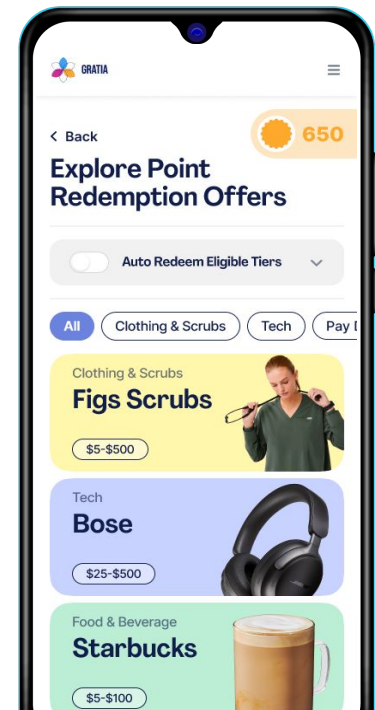 GRATIA
< Back
650
Explore Point
Redemption Offers
Auto Redeem Eligible Tiers
All
Clothing & Scrubs
Tech
Pay
Clothing & Scrubs
Figs Scrubs
$5-$500
Tech
Bose
$25-$500
Food & Beverage
Starbucks
$5-$100